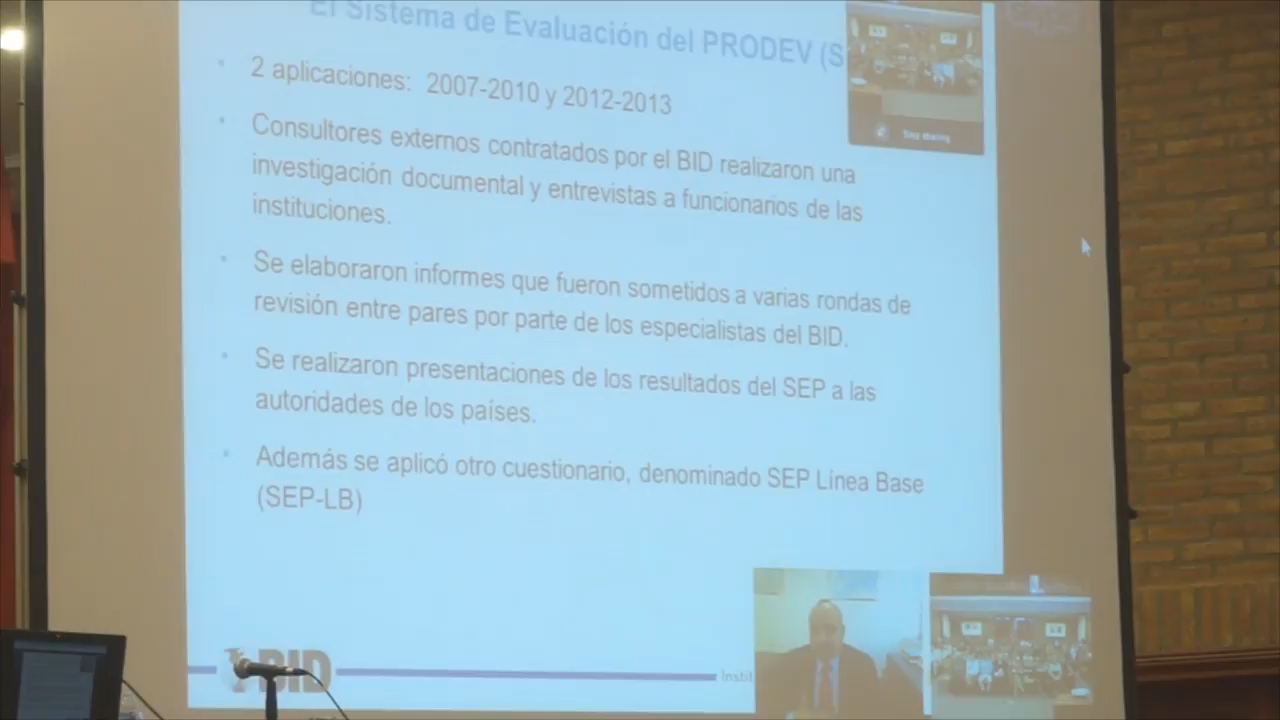 El Sistema de Evaluación del PRODEV (S
2 aplicaciones: 2007-2010 y 2012-2013
Consultores externos contratados por el BID realizaron una
investigación documental y entrevistas a funcionarios de las
instituciones.
Se elaboraron informes que fueron sometidos a varias rondas de
revisión entre pares por parte de los especialistas del BID.
Se realizaron presentaciones de los resultados del SEP a las
autoridades de los países.
Además se aplicó otro cuestionario, denominado SEP Línea Base
(SEP-LB)
BID
Instit
Stop sharing